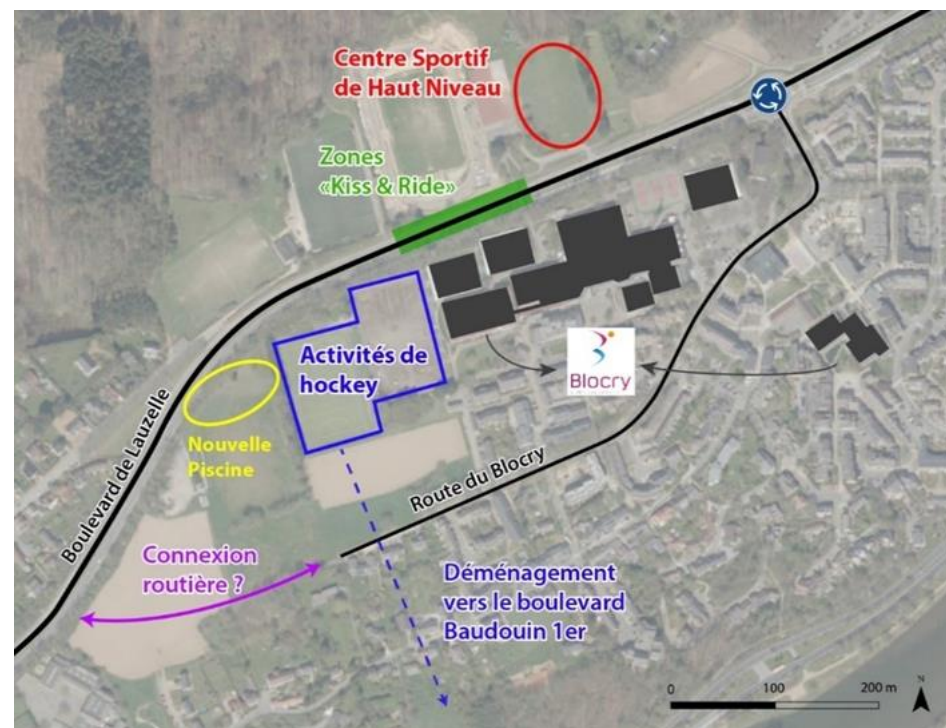 Centre Sportif
de Haut Niveau
Zones
«Kiss & Ride»
Activités de
hockey
Blocry
Nouvelle
Piscine
Boulevard de Lauzelle
Route du Blocry
Connexion
routière ?
Déménagement
vers le boulevard
Baudouin 1er
0 100 200 m
N